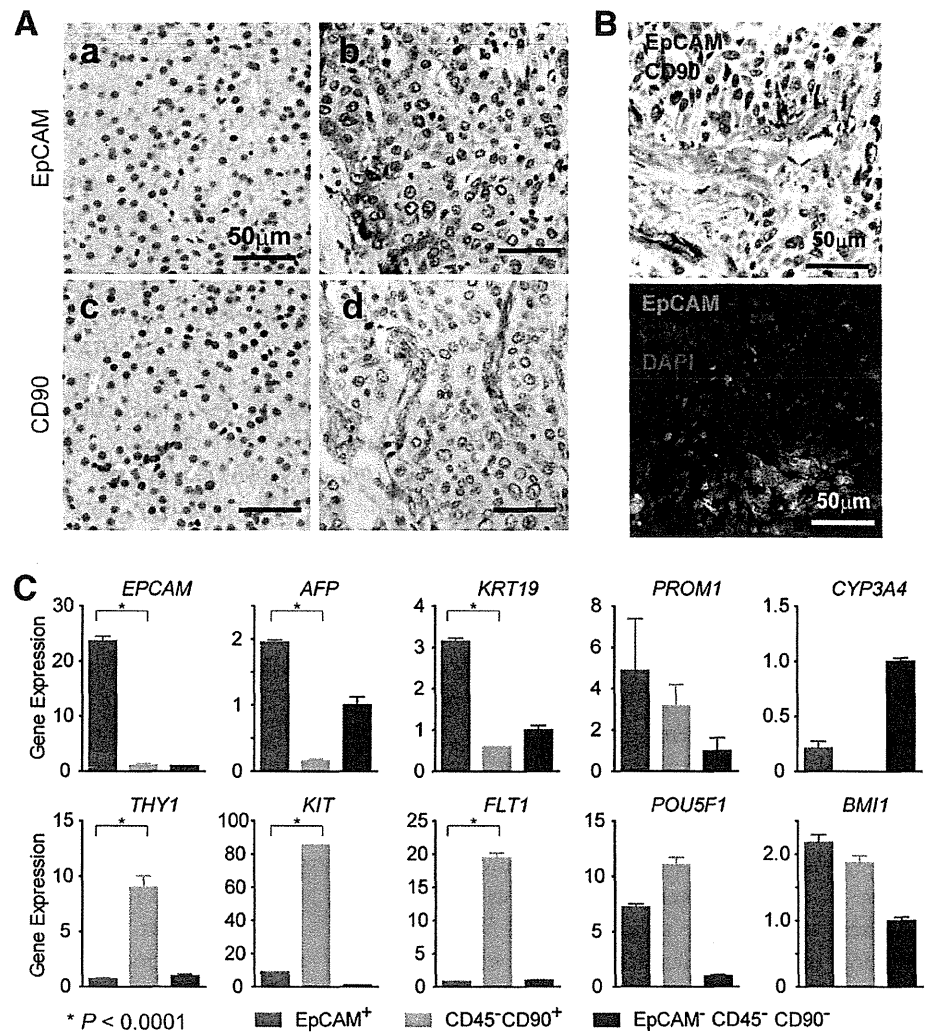 A
B
EpCAM
a
50μm
b
CD90
c
d
EpCAM
CD90
50μm
EpCAM
DAPI
50μm
C
EPCAM
AFP
KRT19
PROM1
CYP3A4
Gene Expression
30
20
10
0
*
2
1
0
*
4
3
2
1
0
*
8
6
4
2
0
1.5
1.0
0.5
0
THY1
KIT
FLT1
POU5F1
BMI1
Gene Expression
15
10
5
0
*
100
80
60
40
20
0
*
25
20
15
10
5
0
*
15
10
5
0
2.0
1.0
0
* P < 0.0001
EpCAM⁺
CD45⁻CD90⁺
EpCAM⁻ CD45⁻ CD90⁻